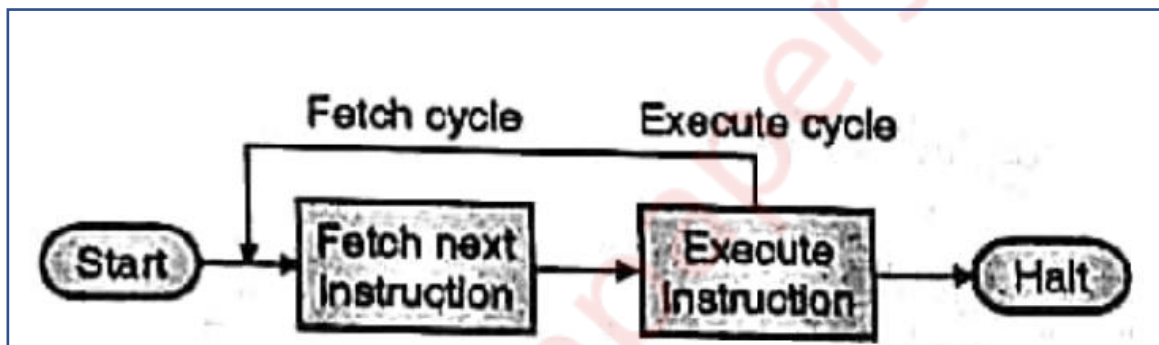 Fetch cycle
Execute cycle
Start
Fetch next
Instruction
Execute
Instruction
Halt